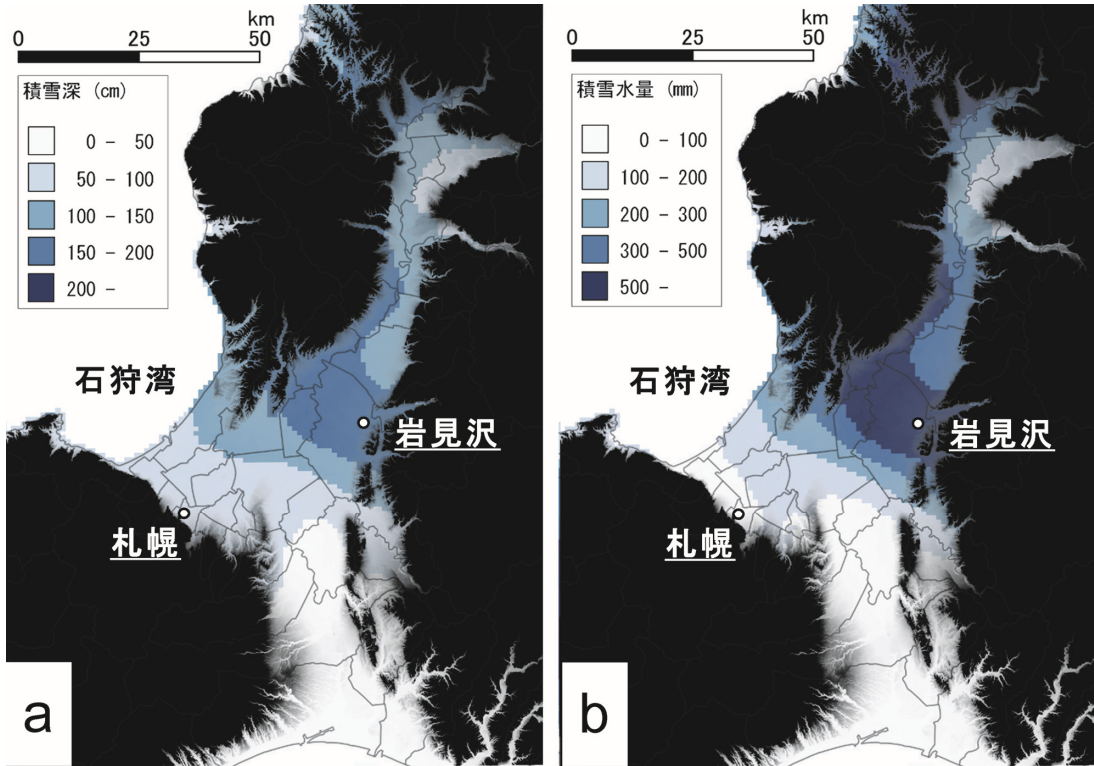 km
0 25 50
積雪深 (cm)
0 - 50
50 - 100
100 - 150
150 - 200
200 -
石狩湾
岩見沢
札幌
a
km
0 25 50
積雪水量 (mm)
0 - 100
100 - 200
200 - 300
300 - 500
500 -
石狩湾
岩見沢
札幌
b